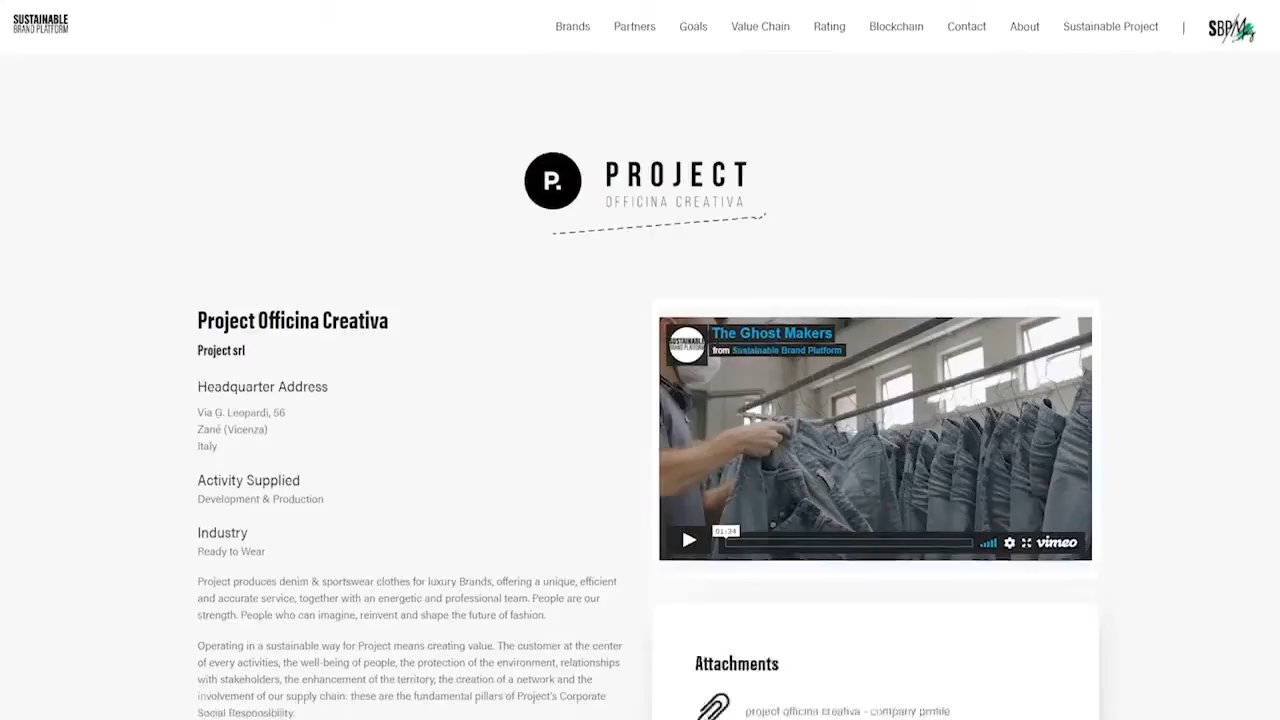 SUSTAINABLE
BRAND PLATFORM
Brands Partners Goals Value Chain Rating Blockchain Contact About Sustainable Project | SBPMag
P. PROJECT
OFFICINA CREATIVA
Project Officina Creativa
Project srl
Headquarter Address
Via G. Leopardi, 56
Zané (Vicenza)
Italy
Activity Supplied
Development & Production
Industry
Ready to Wear
Project produces denim & sportswear clothes for luxury Brands, offering a unique, efficient
and accurate service, together with an energetic and professional team. People are our
strength. People who can imagine, reinvent and shape the future of fashion.
Operating in a sustainable way for Project means creating value. The customer at the center
of every activities, the well-being of people, the protection of the environment, relationships
with stakeholders, the enhancement of the territory, the creation of a network and the
involvement of our supply chain: these are the fundamental pillars of Project's Corporate
Social Responsibility.
SUSTAINABLE
BRAND PLATFORM
The Ghost Makers
from Sustainable Brand Platform
01:34
vimeo
Attachments
project officina creativa - company profile